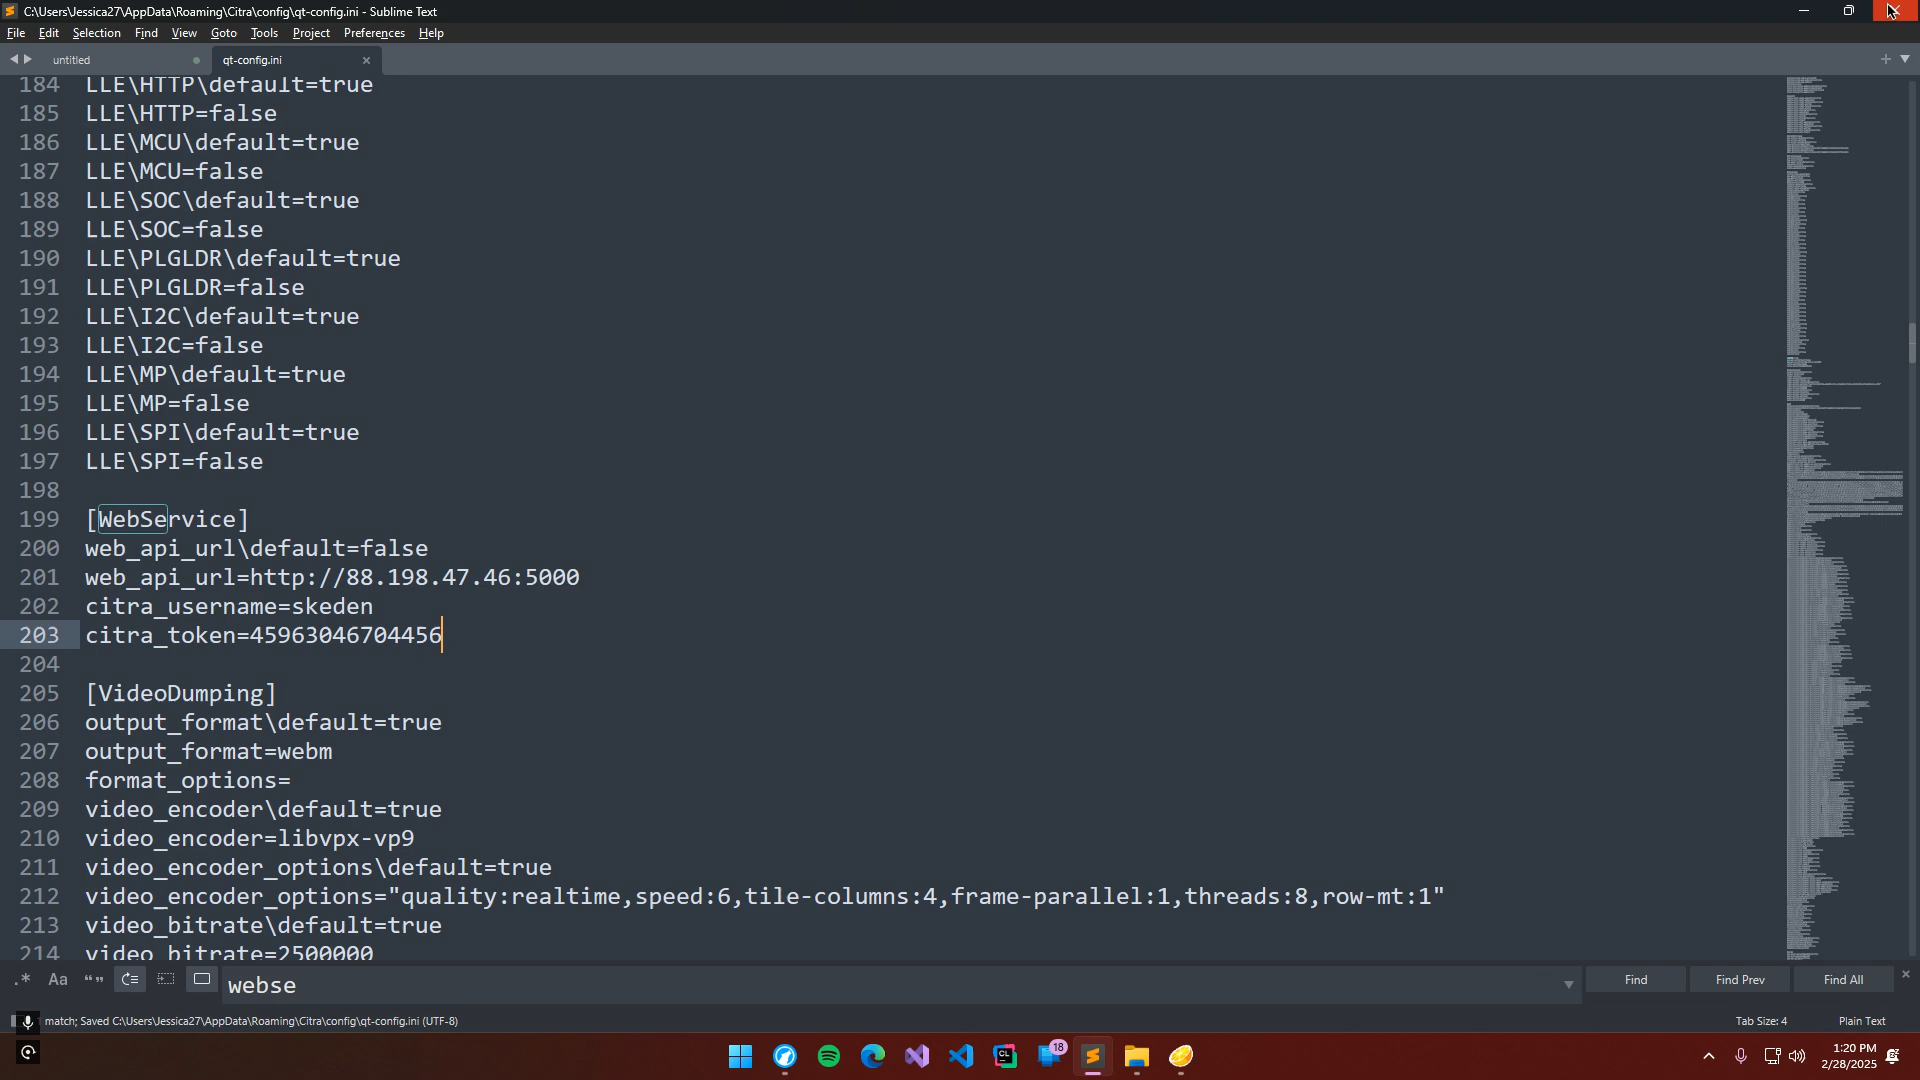 C:\Users\Jessica27\AppData\Roaming\Citra\config\qt-config.ini - Sublime Text
File Edit Selection Find View Goto Tools Project Preferences Help
untitled qt-config.ini
184 LLE\HTTP\default=true
185 LLE\HTTP=false
186 LLE\MCU\default=true
187 LLE\MCU=false
188 LLE\SOC\default=true
189 LLE\SOC=false
190 LLE\PLGLDR\default=true
191 LLE\PLGLDR=false
192 LLE\I2C\default=true
193 LLE\I2C=false
194 LLE\MP\default=true
195 LLE\MP=false
196 LLE\SPI\default=true
197 LLE\SPI=false
198
199 [WebService]
200 web_api_url\default=false
201 web_api_url=http://88.198.47.46:5000
202 citra_username=skeden
203 citra_token=45963046704456
204
205 [VideoDumping]
206 output_format\default=true
207 output_format=webm
208 format_options=
209 video_encoder\default=true
210 video_encoder=libvpx-vp9
211 video_encoder_options\default=true
212 video_encoder_options="quality:realtime,speed:6,tile-columns:4,frame-parallel:1,threads:8,row-mt:1"
213 video_bitrate\default=true
214 video_bitrate=2500000
.* Aa “” webse Find Find Prev Find All
match; Saved C:\Users\Jessica27\AppData\Roaming\Citra\config\qt-config.ini (UTF-8) Tab Size: 4 Plain Text
CL 18 1:20 PM
2/28/2025